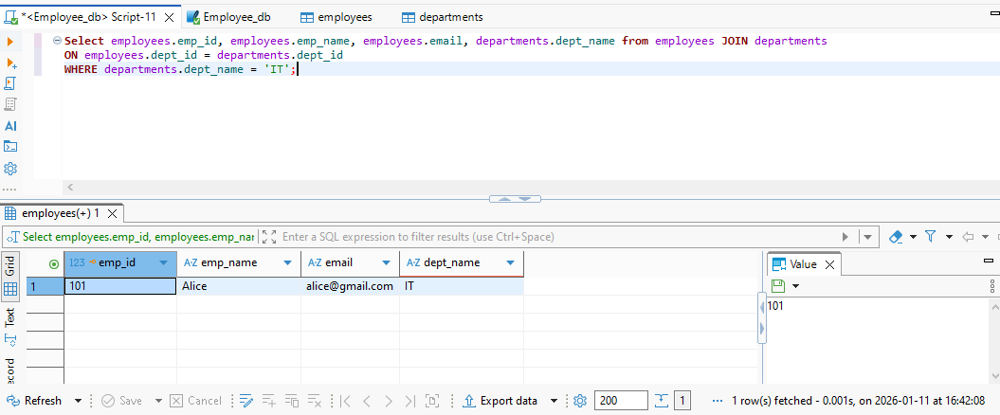 *<Employee_db> Script-11
Employee_db
employees
departments
Select employees.emp_id, employees.emp_name, employees.email, departments.dept_name from employees JOIN departments
ON employees.dept_id = departments.dept_id
WHERE departments.dept_name = 'IT';
AI
employees(+) 1
Select employees.emp_id, employees.emp_nai
Enter a SQL expression to filter results (use Ctrl+Space)
Grid
Text
ecord
123 emp_id
A-Z emp_name
A-Z email
A-Z dept_name
1 101 Alice alice@gmail.com IT
Value
101
Refresh
Save
Cancel
Export data
200
1
1 row(s) fetched - 0.001s, on 2026-01-11 at 16:42:08